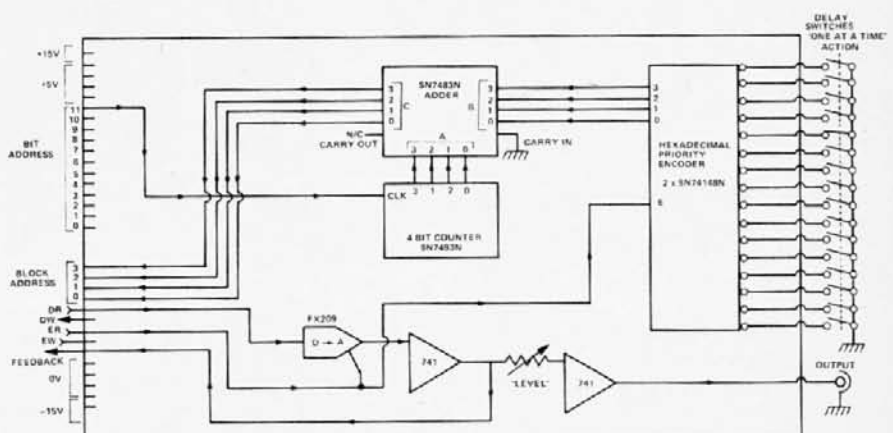 DELAY
SWITCHES
'ONE AT A TIME'
ACTION
+15V
+5V
BIT
ADDRESS
11
10
9
8
7
6
5
4
3
2
1
0
SN7483N
ADDER
3
2
1
0
C
B
3
2
1
0
A
N/C
CARRY OUT
CARRY IN
3
2
1
0
HEXADECIMAL
PRIORITY
ENCODER
2 x SN74148N
CLK
3 1 2 0
4 BIT COUNTER
SN7493N
BLOCK
ADDRESS
3
2
1
0
DR
DW
ER
EW
FEEDBACK
0V
-15V
FX209
D → A
741
'LEVEL'
741
OUTPUT